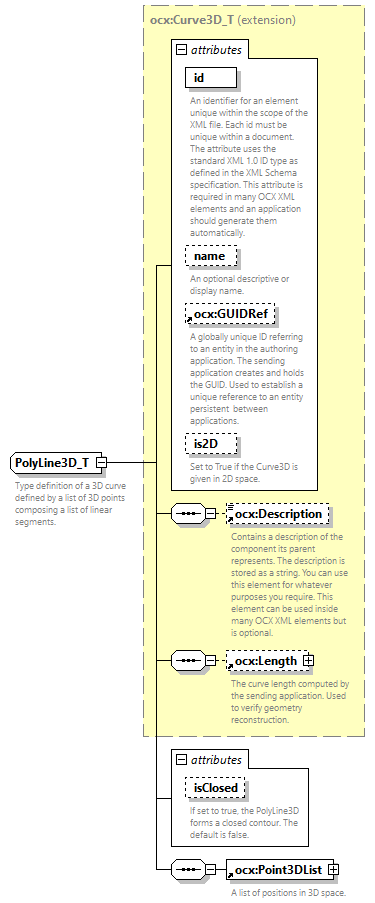 ocx:Curve3D_T (extension)
attributes
id
An identifier for an element
unique within the scope of the
XML file. Each id must be
unique within a document.
The attribute uses the
standard XML 1.0 ID type as
defined in the XML Schema
specification. This attribute is
required in many OCX XML
elements and an application
should generate them
automatically.
name
An optional descriptive or
display name.
ocx:GUIDRef
A globally unique ID referring
to an entity in the authoring
application. The sending
application creates and holds
the GUID. Used to establish a
unique reference to an entity
persistent between
applications.
is2D
Set to True if the Curve3D is
given in 2D space.
PolyLine3D_T
Type definition of a 3D curve
defined by a list of 3D points
composing a list of linear
segments.
ocx:Description
Contains a description of the
component its parent
represents. The description is
stored as a string. You can use
this element for whatever
purposes you require. This
element can be used inside
many OCX XML elements but
is optional.
ocx:Length
The curve length computed by
the sending application. Used
to verify geometry
reconstruction.
attributes
isClosed
If set to true, the PolyLine3D
forms a closed contour. The
default is false.
ocx:Point3DList
A list of positions in 3D space.